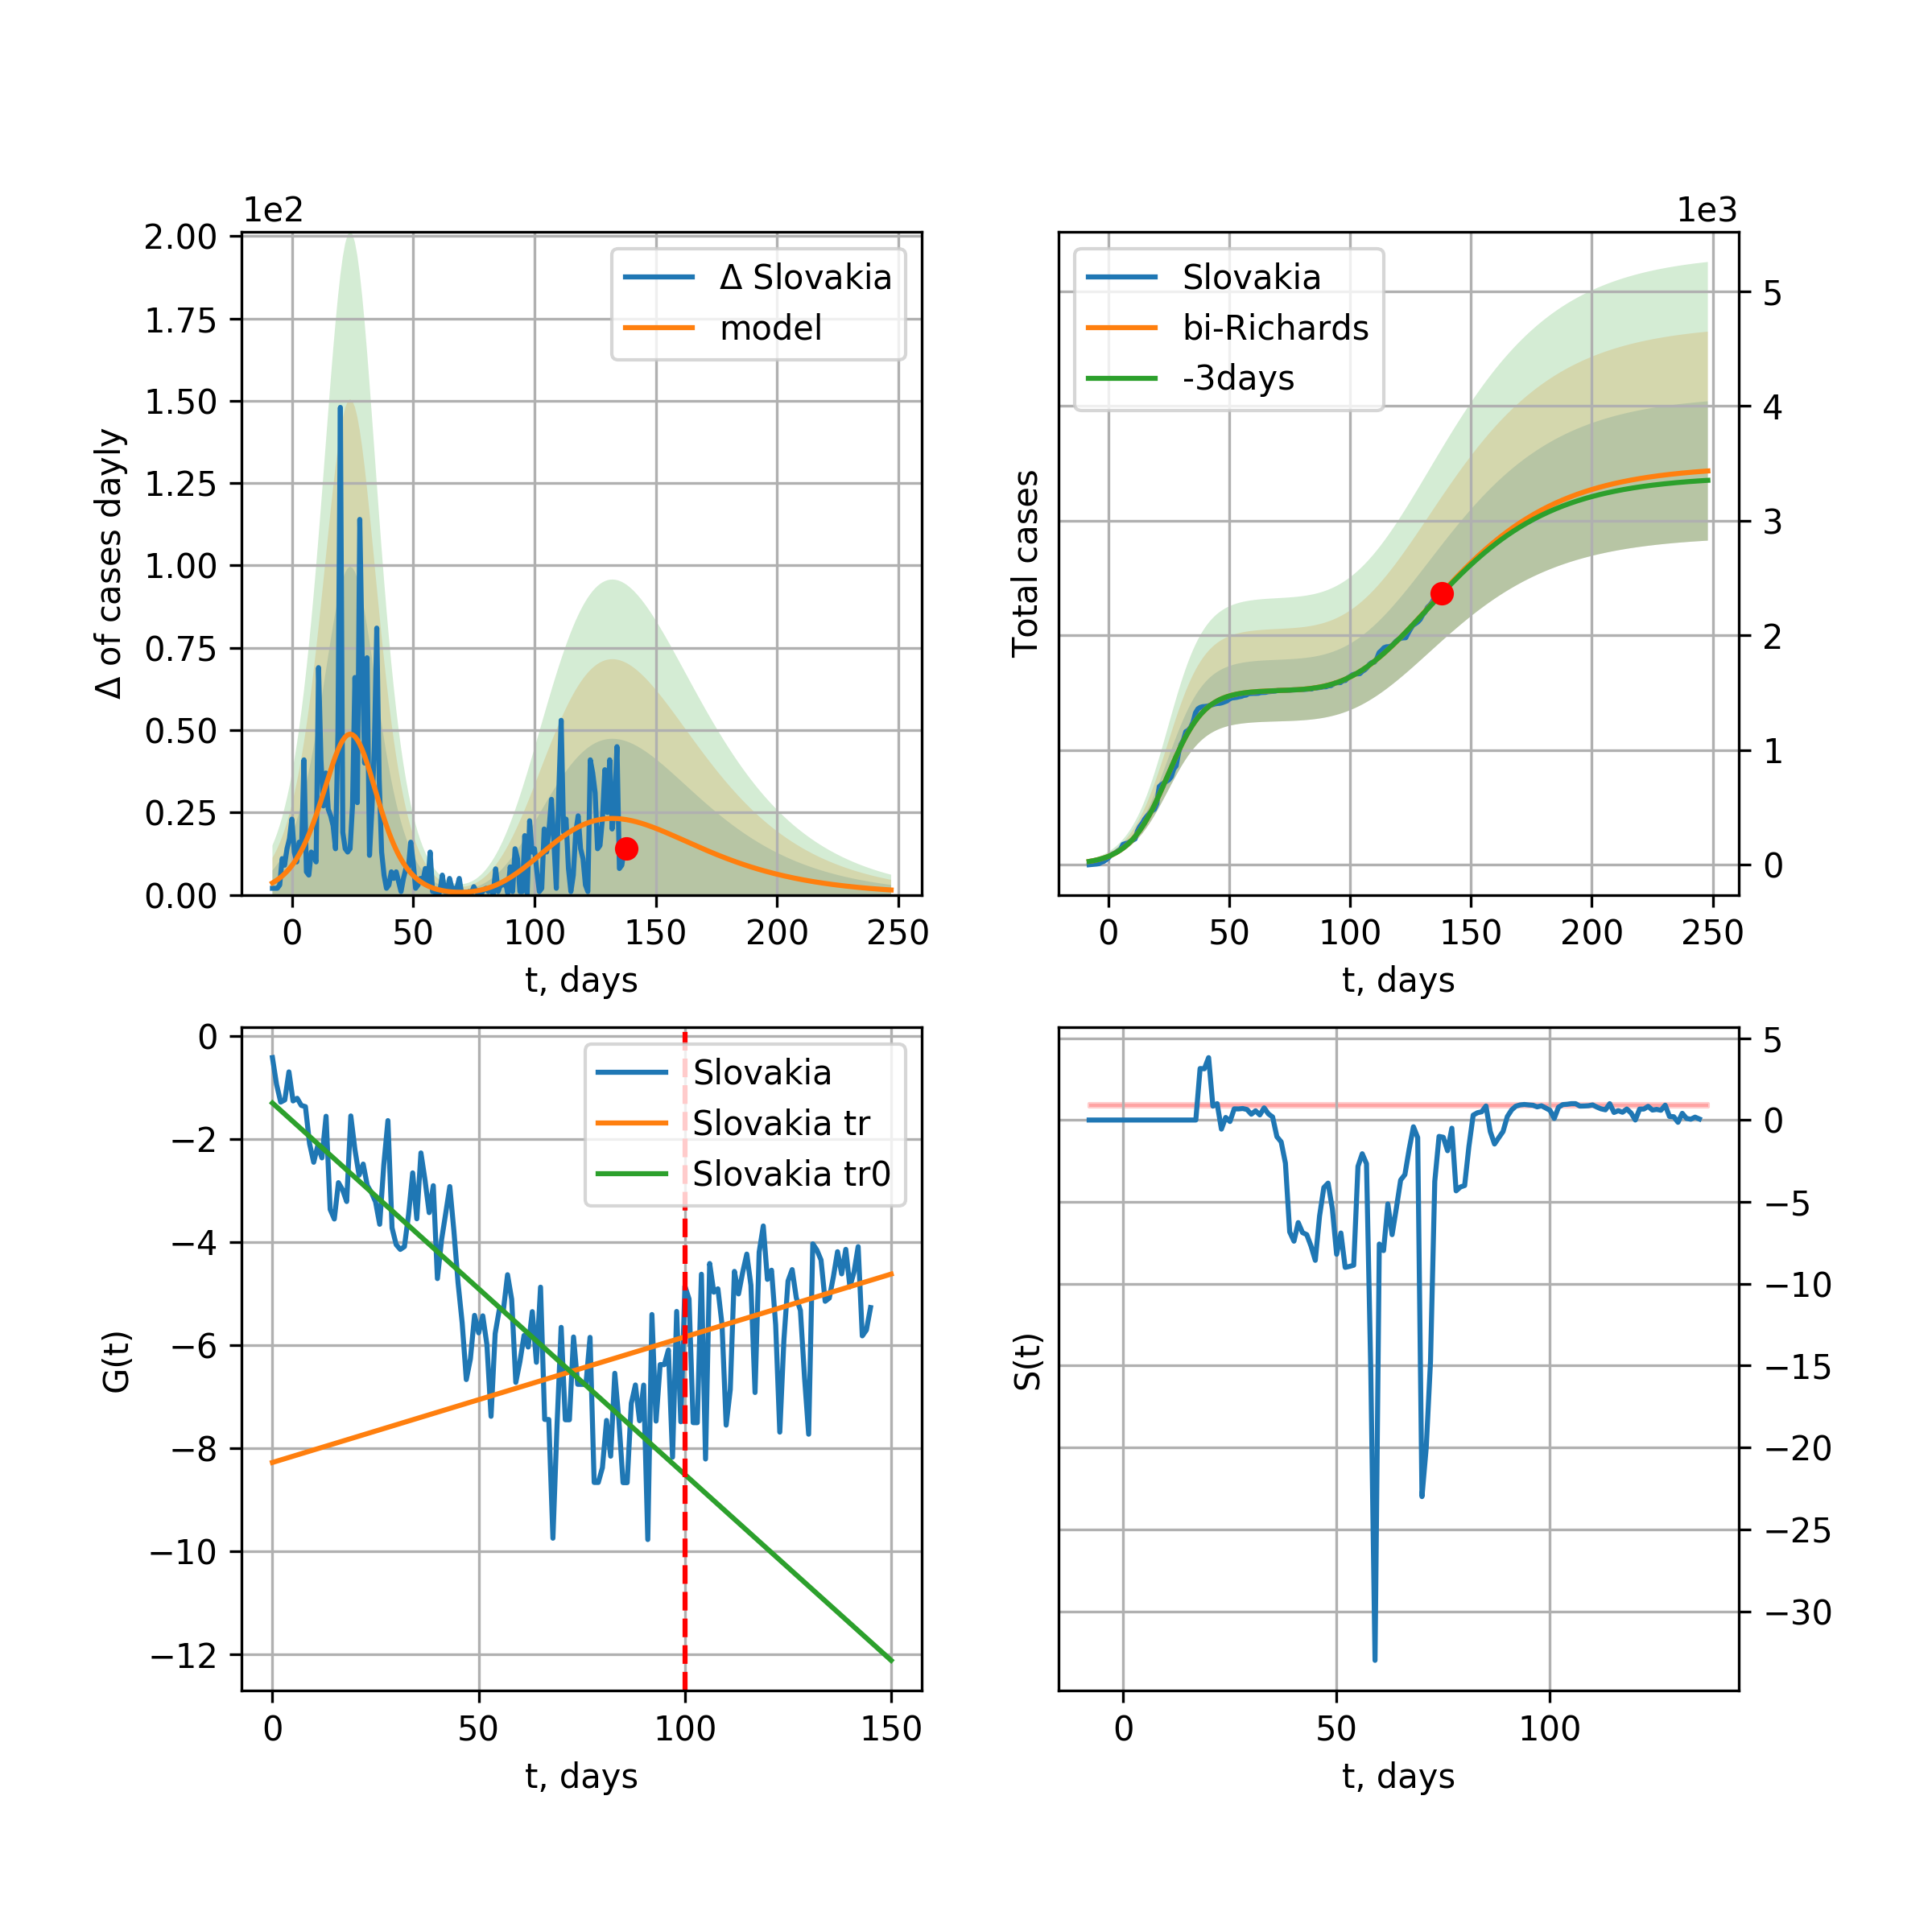 1e2
2.00
1.75
1.50
1.25
1.00
0.75
0.50
0.25
0.00
Δ of cases dayly
Δ Slovakia
model
0 50 100 150 200 250
t, days
1e3
Slovakia
bi-Richards
-3days
Total cases
5
4
3
2
1
0
0 50 100 150 200 250
t, days
0
−2
−4
−6
−8
−10
−12
G(t)
Slovakia
Slovakia tr
Slovakia tr0
0 50 100 150
t, days
S(t)
5
0
−5
−10
−15
−20
−25
−30
0 50 100
t, days